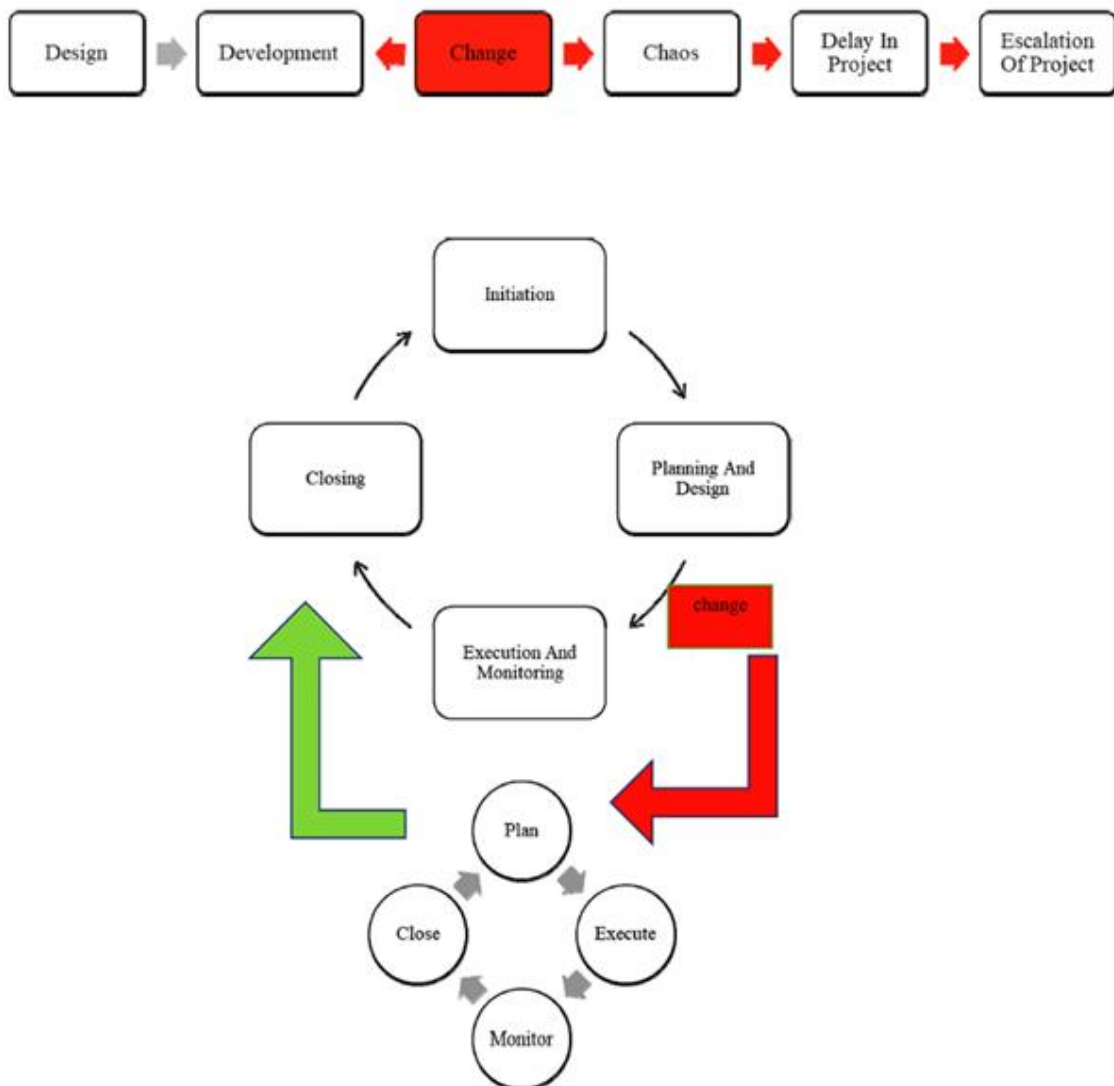 Design
Development
Change
Chaos
Delay In
Project
Escalation
Of Project
Initiation
Closing
Planning And
Design
change
Execution And
Monitoring
Plan
Close
Execute
Monitor